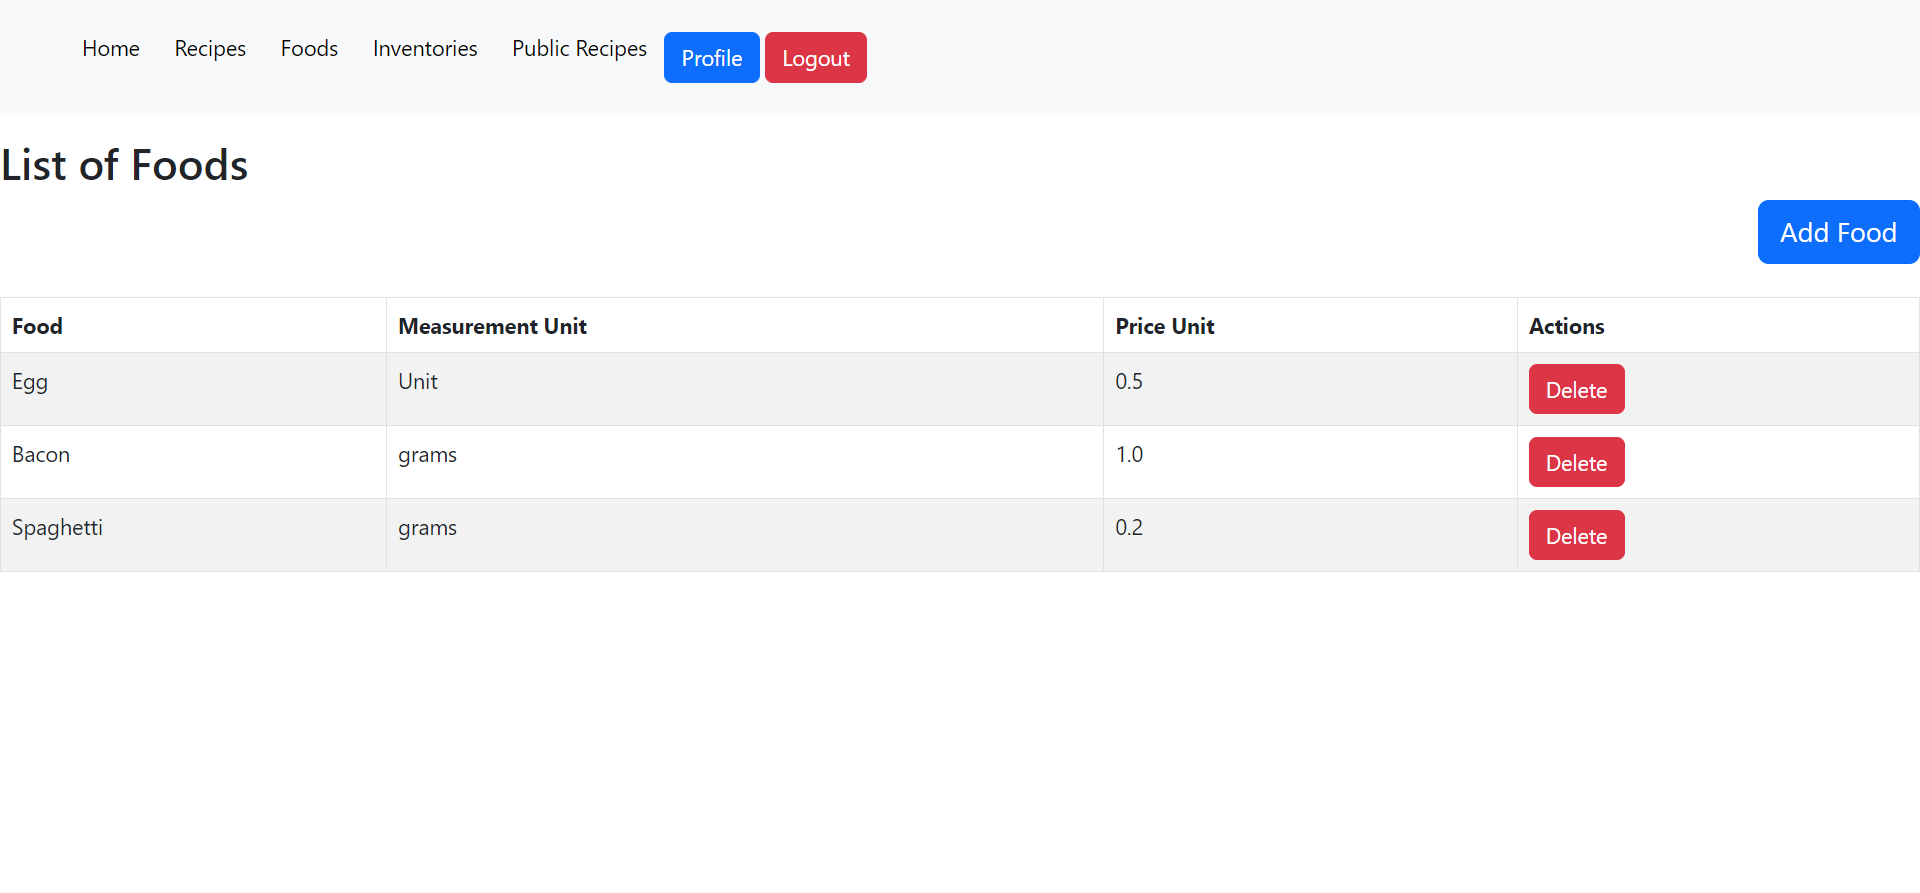 Home Recipes Foods Inventories Public Recipes Profile Logout
List of Foods
Add Food
Food Measurement Unit Price Unit Actions
Egg Unit 0.5 Delete
Bacon grams 1.0 Delete
Spaghetti grams 0.2 Delete